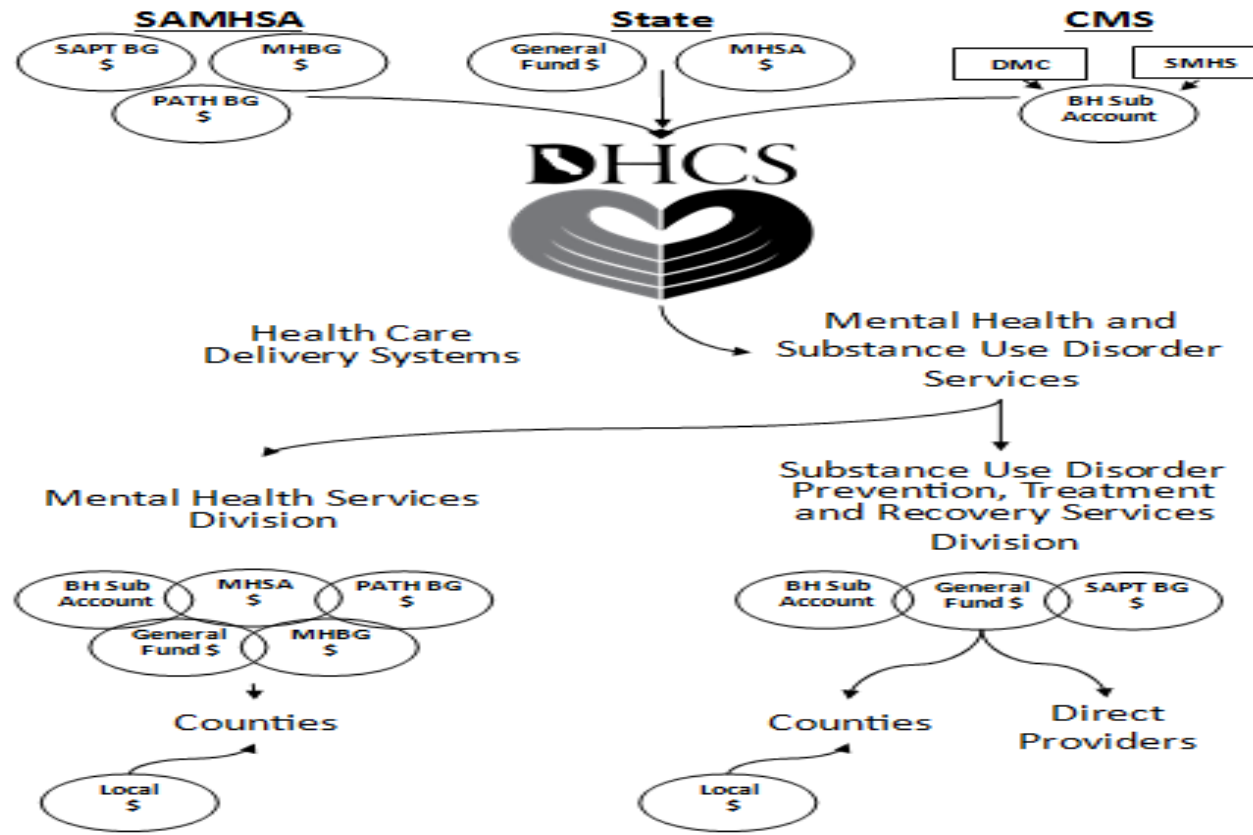 SAMHSA
State
CMS
SAPT BG
$
MHBG
$
PATH BG
$
General
Fund $
MHSA
$
DMC
SMHS
BH Sub
Account
DHCS
Health Care
Delivery Systems
Mental Health and
Substance Use Disorder
Services
Mental Health Services
Division
Substance Use Disorder
Prevention, Treatment
and Recovery Services
Division
BH Sub
Account
MHSA
$
PATH BG
$
General
Fund $
MHBG
$
BH Sub
Account
General
Fund $
SAPT BG
$
Counties
Local
$
Counties
Direct
Providers
Local
$